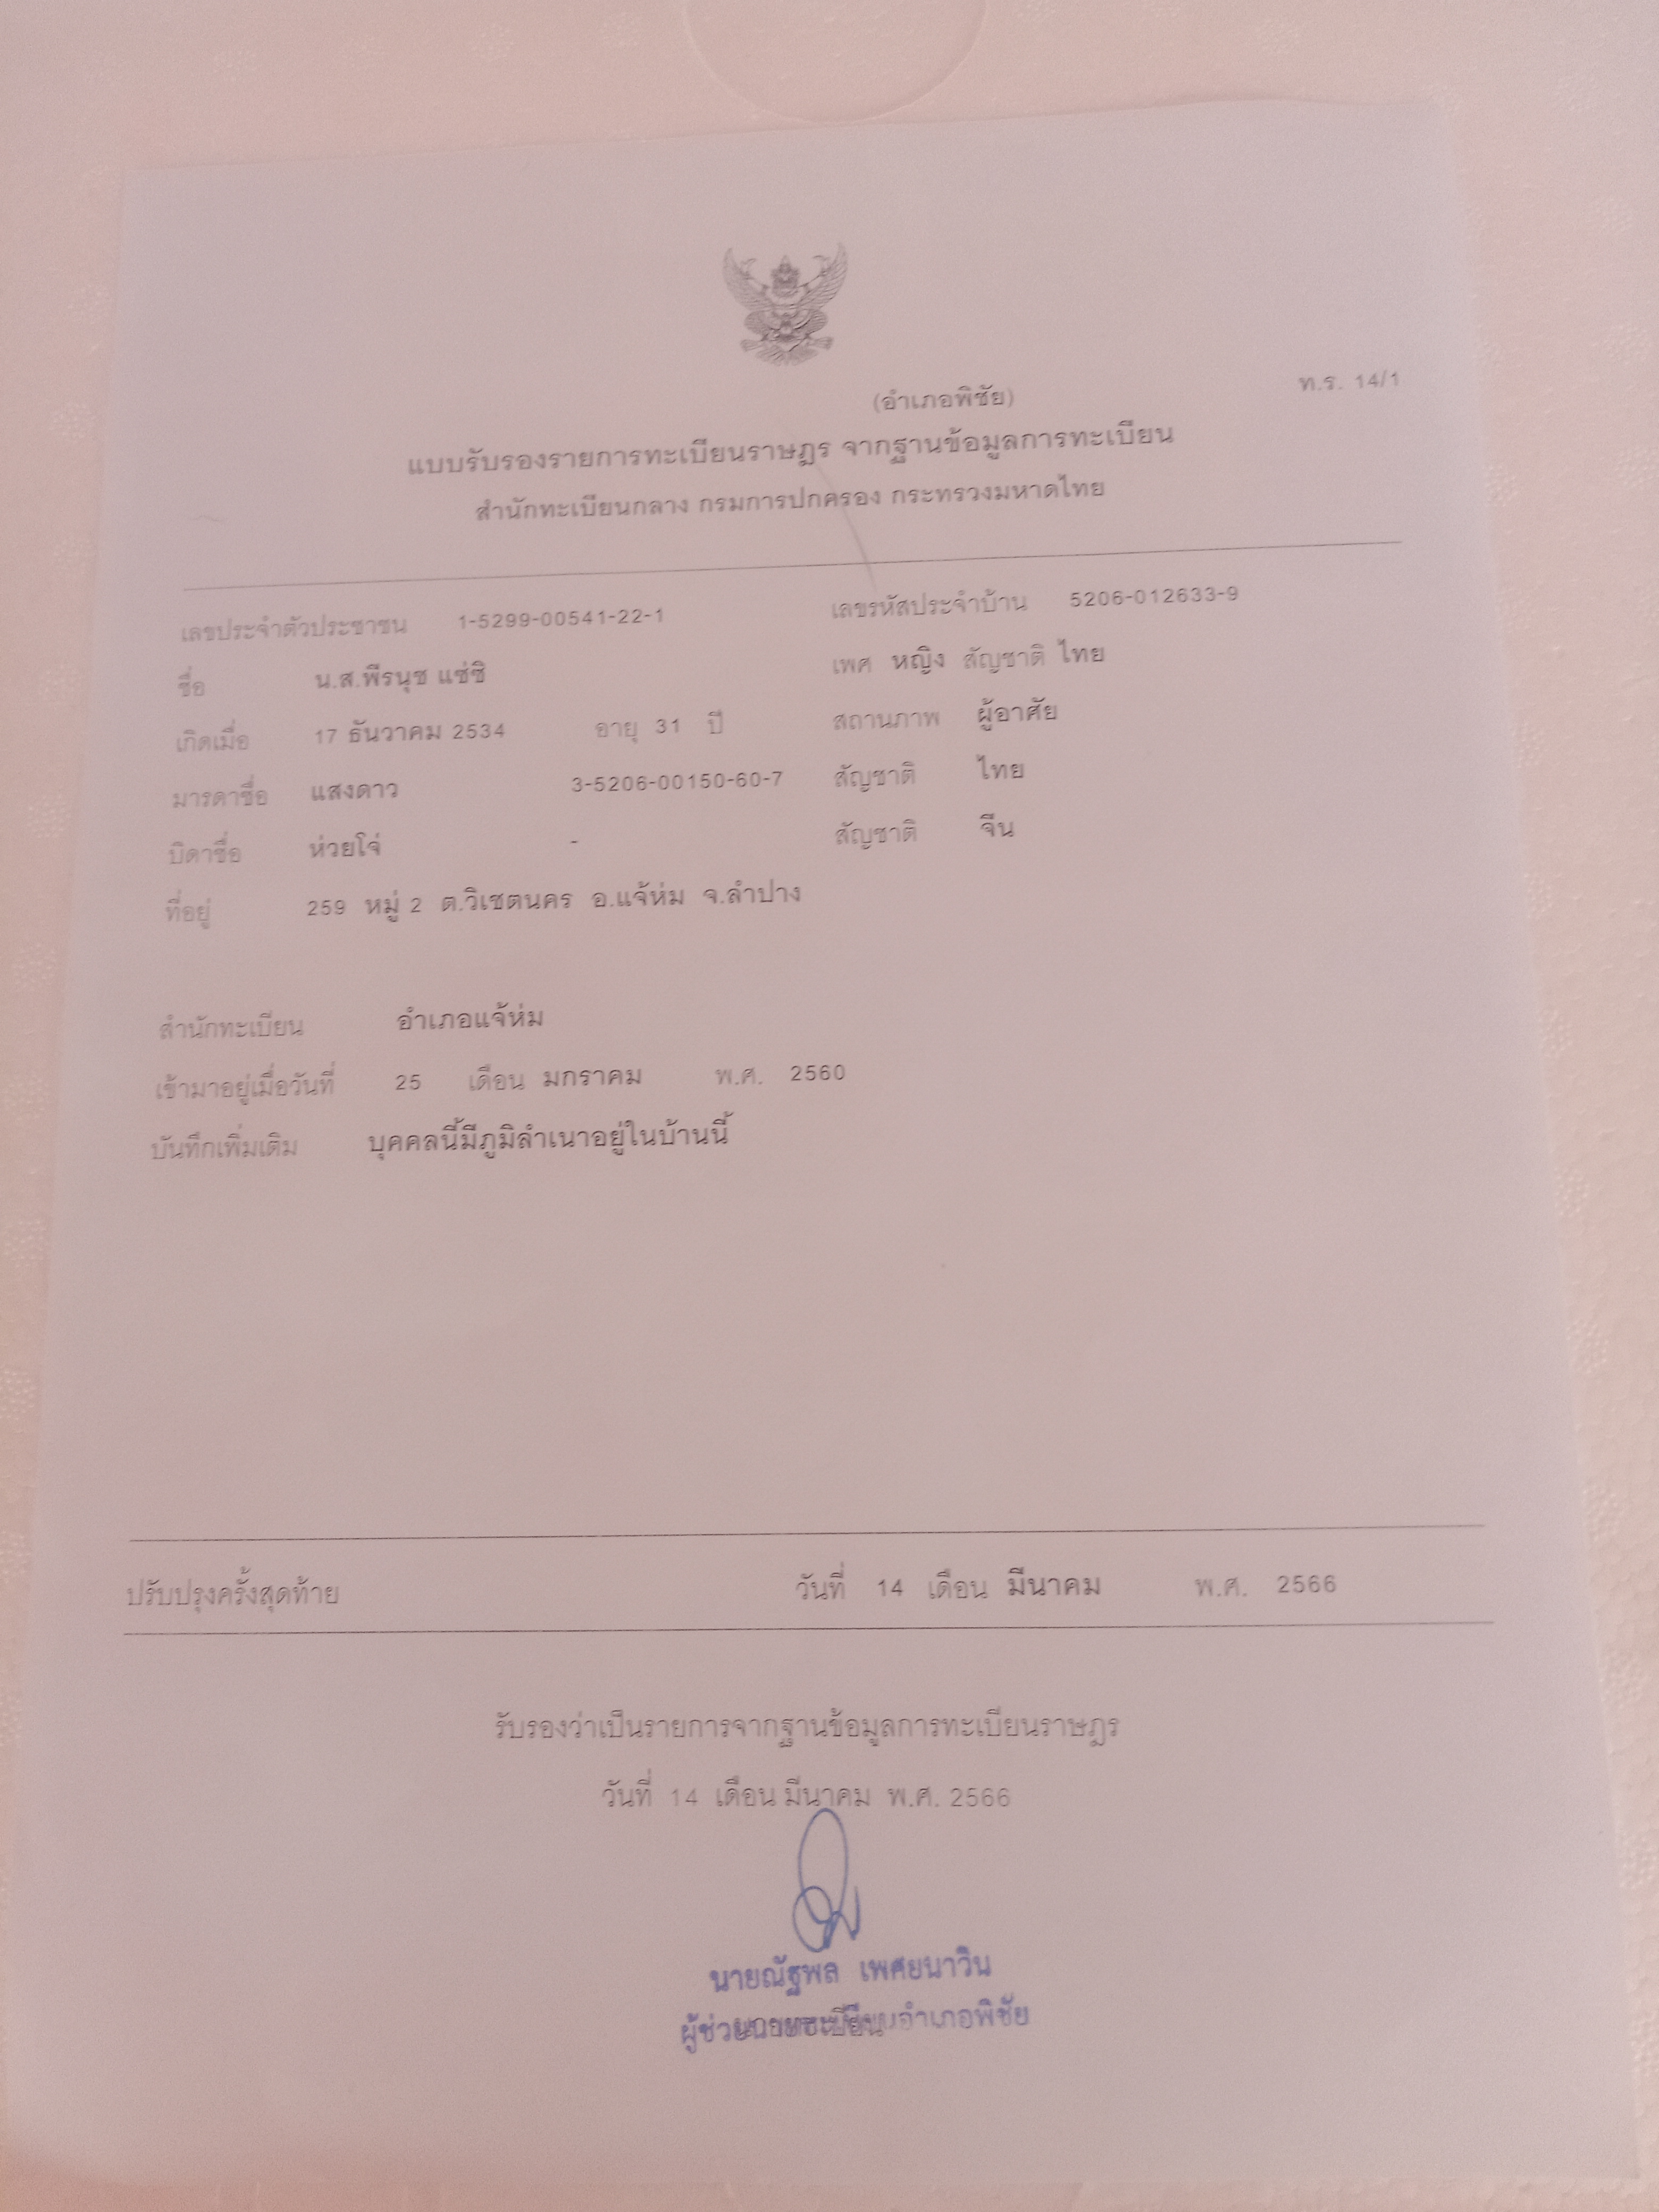 (อำเภอพิชัย)
ท.ร. 14/1
แบบรับรองรายการทะเบียนราษฎร จากฐานข้อมูลการทะเบียน
สำนักทะเบียนกลาง กรมการปกครอง กระทรวงมหาดไทย
เลขประจำตัวประชาชน 1-5299-00541-22-1 เลขรหัสประจำบ้าน 5206-012633-9
ชื่อ น.ส.พีรนุช แซ่ซิ เพศ หญิง สัญชาติ ไทย
เกิดเมื่อ 17 ธันวาคม 2534 อายุ 31 ปี สถานภาพ ผู้อาศัย
มารดาชื่อ แสงดาว 3-5206-00150-60-7 สัญชาติ ไทย
บิดาชื่อ ห่วยโจ่ - สัญชาติ จีน
ที่อยู่ 259 หมู่ 2 ต.วิเชตนคร อ.แจ้ห่ม จ.ลำปาง
สำนักทะเบียน อำเภอแจ้ห่ม
เข้ามาอยู่เมื่อวันที่ 25 เดือน มกราคม พ.ศ. 2560
บันทึกเพิ่มเติม บุคคลนี้มีภูมิลำเนาอยู่ในบ้านนี้
ปรับปรุงครั้งสุดท้าย วันที่ 14 เดือน มีนาคม พ.ศ. 2566
รับรองว่าเป็นรายการจากฐานข้อมูลการทะเบียนราษฎร
วันที่ 14 เดือน มีนาคม พ.ศ. 2566
นายณัฐพล เพศยนาวิน
ผู้ช่วยนายทะเบียนอำเภอพิชัย